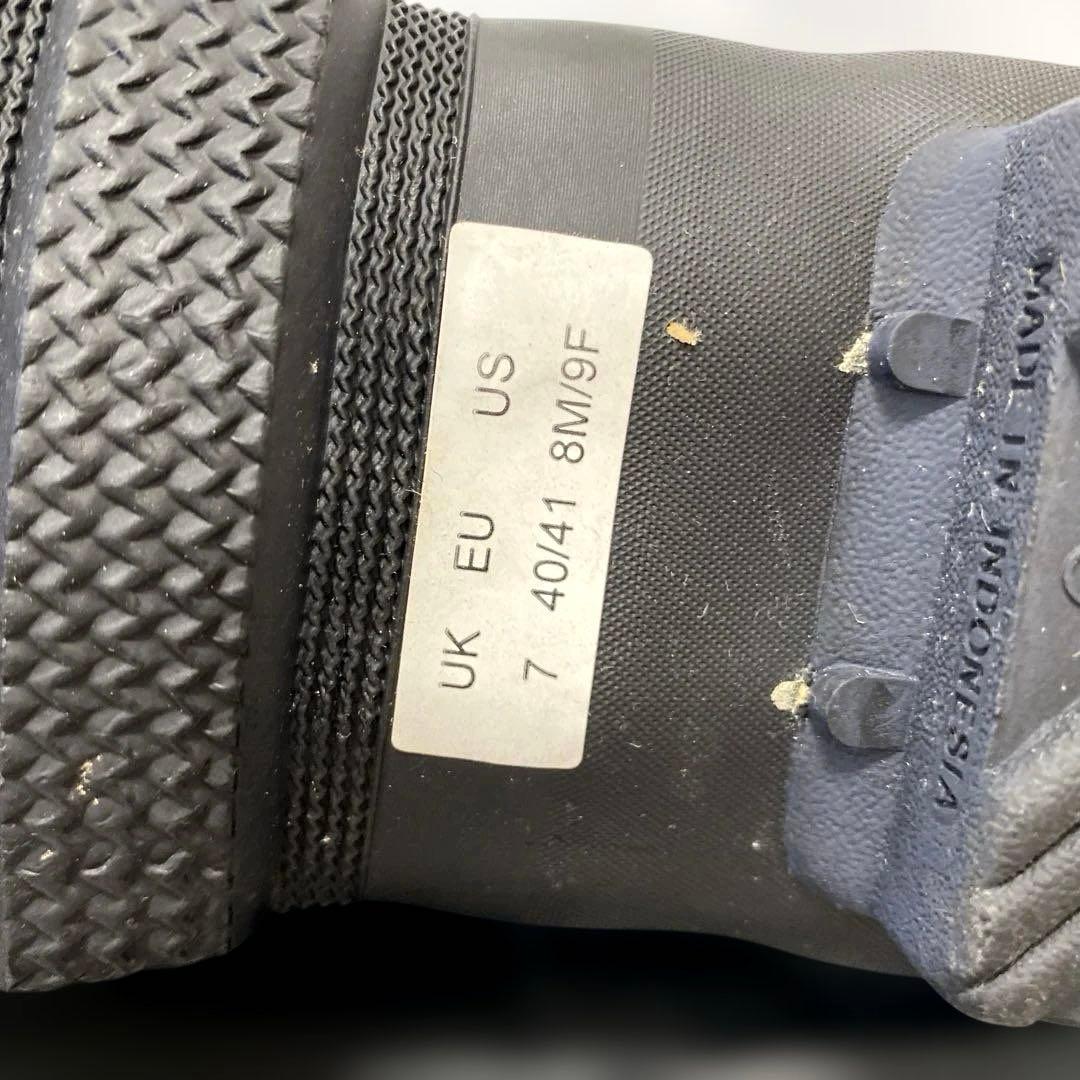 UK EU US
7 40/41 8M/9F
MADE IN INDONESIA